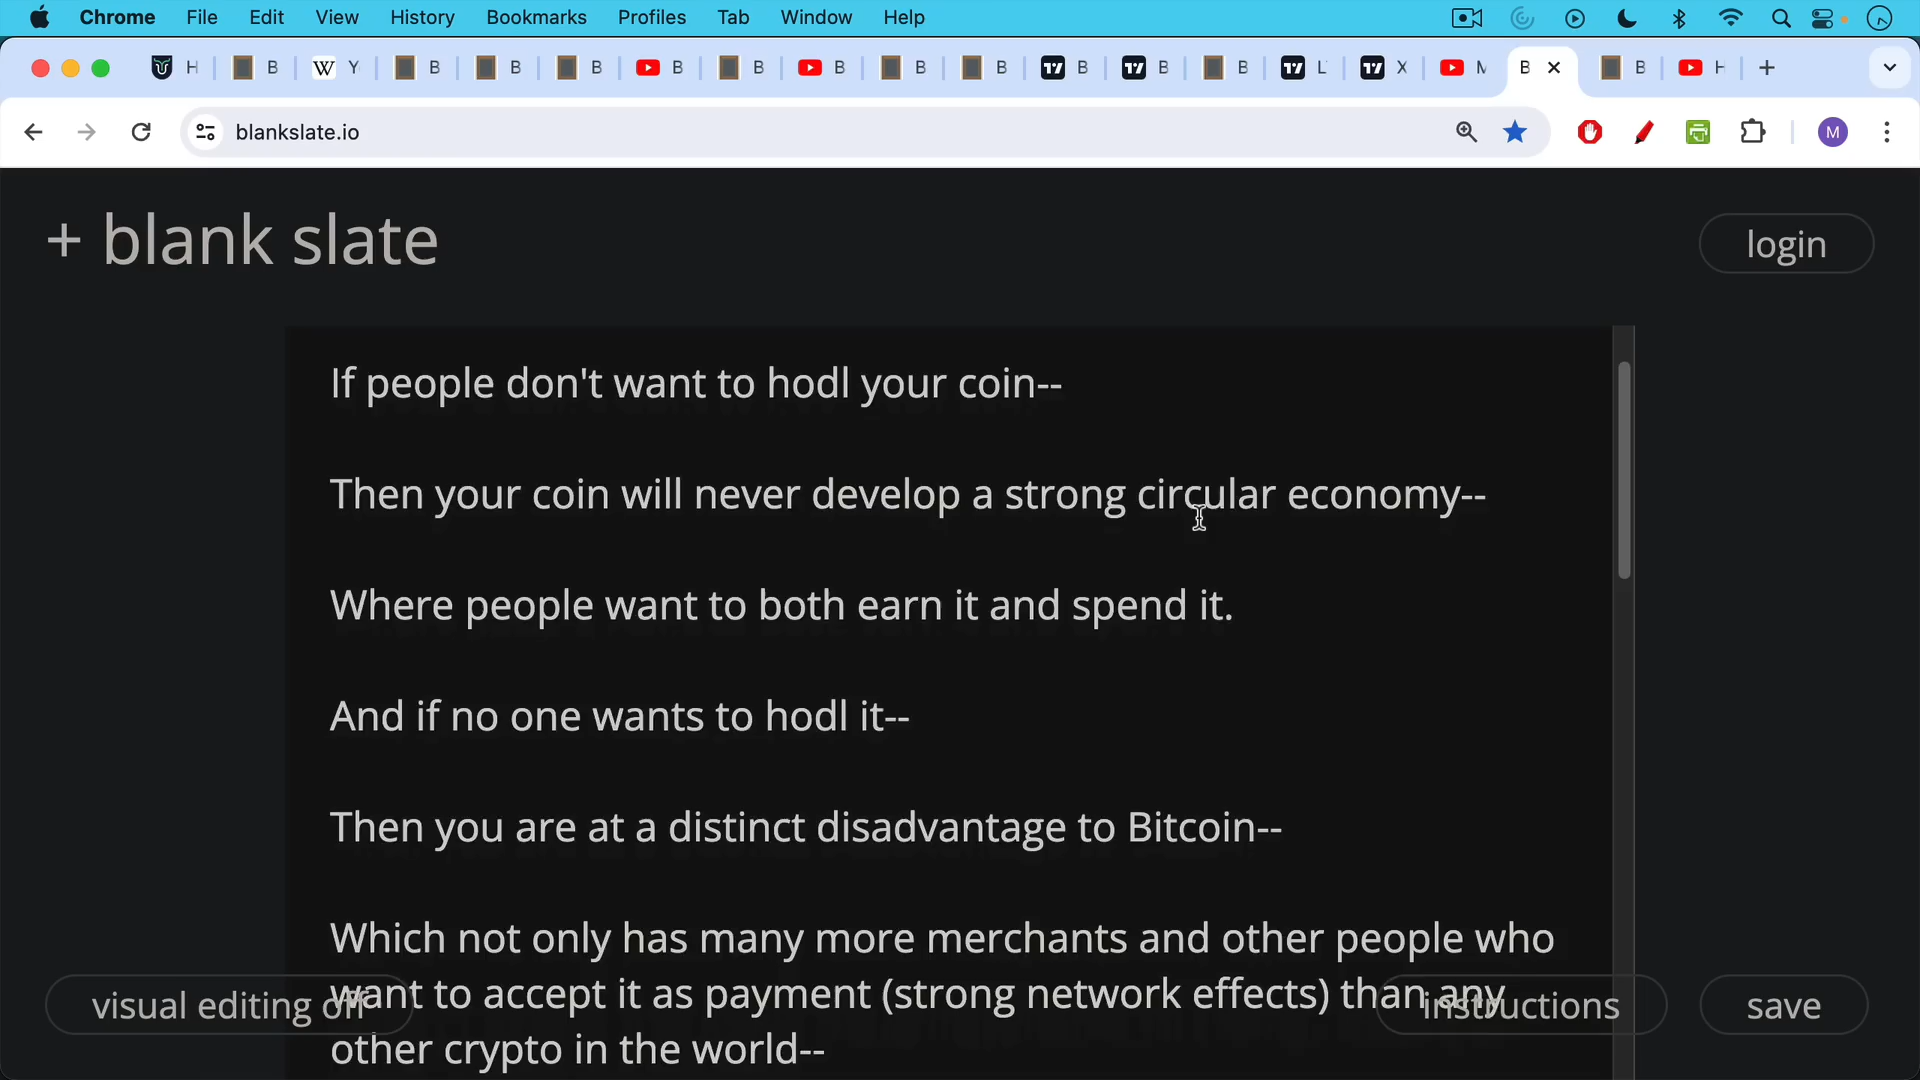 Chrome File Edit View History Bookmarks Profiles Tab Window Help
H B W Y B B B B B B B B B B B L X M B B H
blankslate.io
M
+ blank slate
login
If people don't want to hodl your coin--
Then your coin will never develop a strong circular economy--
Where people want to both earn it and spend it.
And if no one wants to hodl it--
Then you are at a distinct disadvantage to Bitcoin--
Which not only has many more merchants and other people who
want to accept it as payment (strong network effects) than any
other crypto in the world--
visual editing off
instructions
save